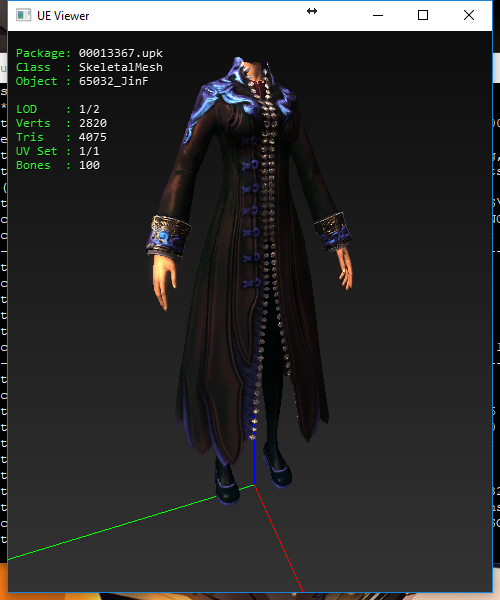 UE Viewer
Package: 00013367.upk
Class : SkeletalMesh
Object : 65032_JinF
LOD : 1/2
Verts : 2820
Tris : 4075
UV Set : 1/1
Bones : 100